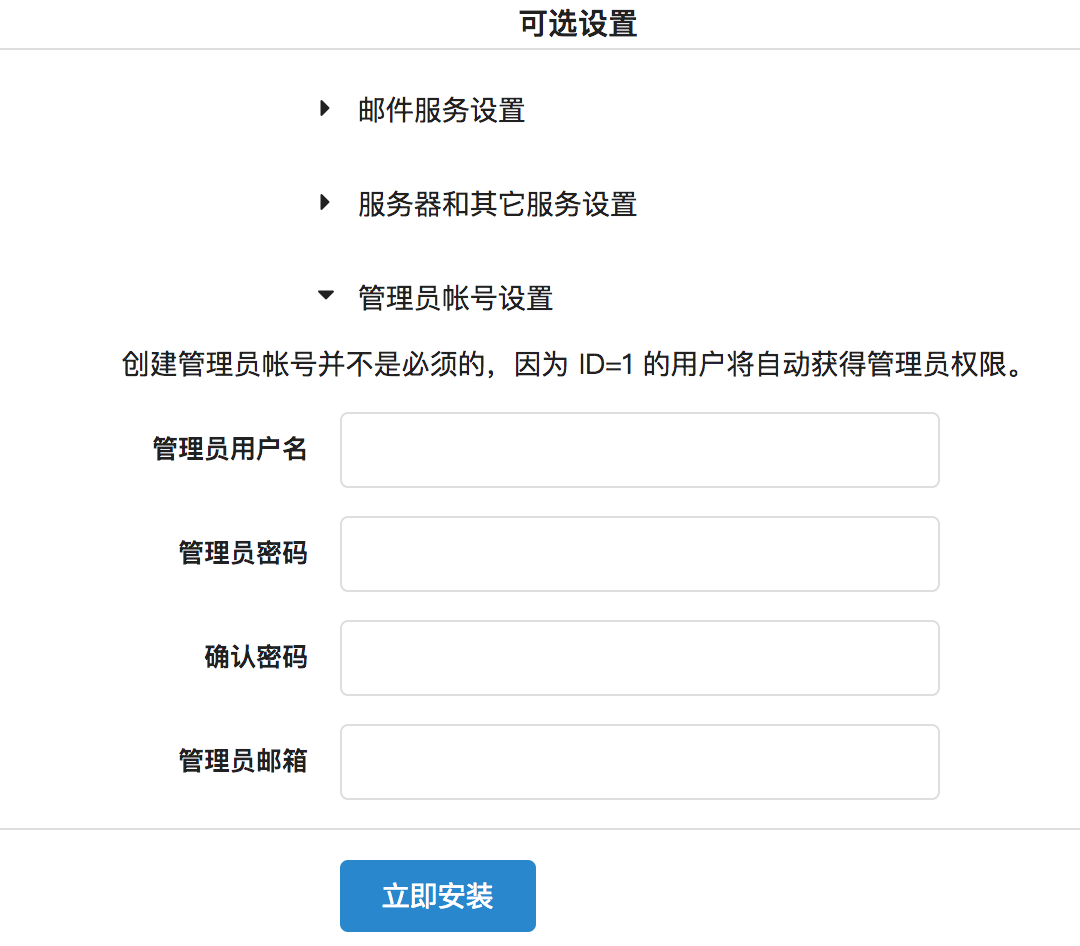 可选设置
邮件服务设置
服务器和其它服务设置
管理员帐号设置
创建管理员帐号并不是必须的，因为 ID=1 的用户将自动获得管理员权限。
管理员用户名
管理员密码
确认密码
管理员邮箱
立即安装